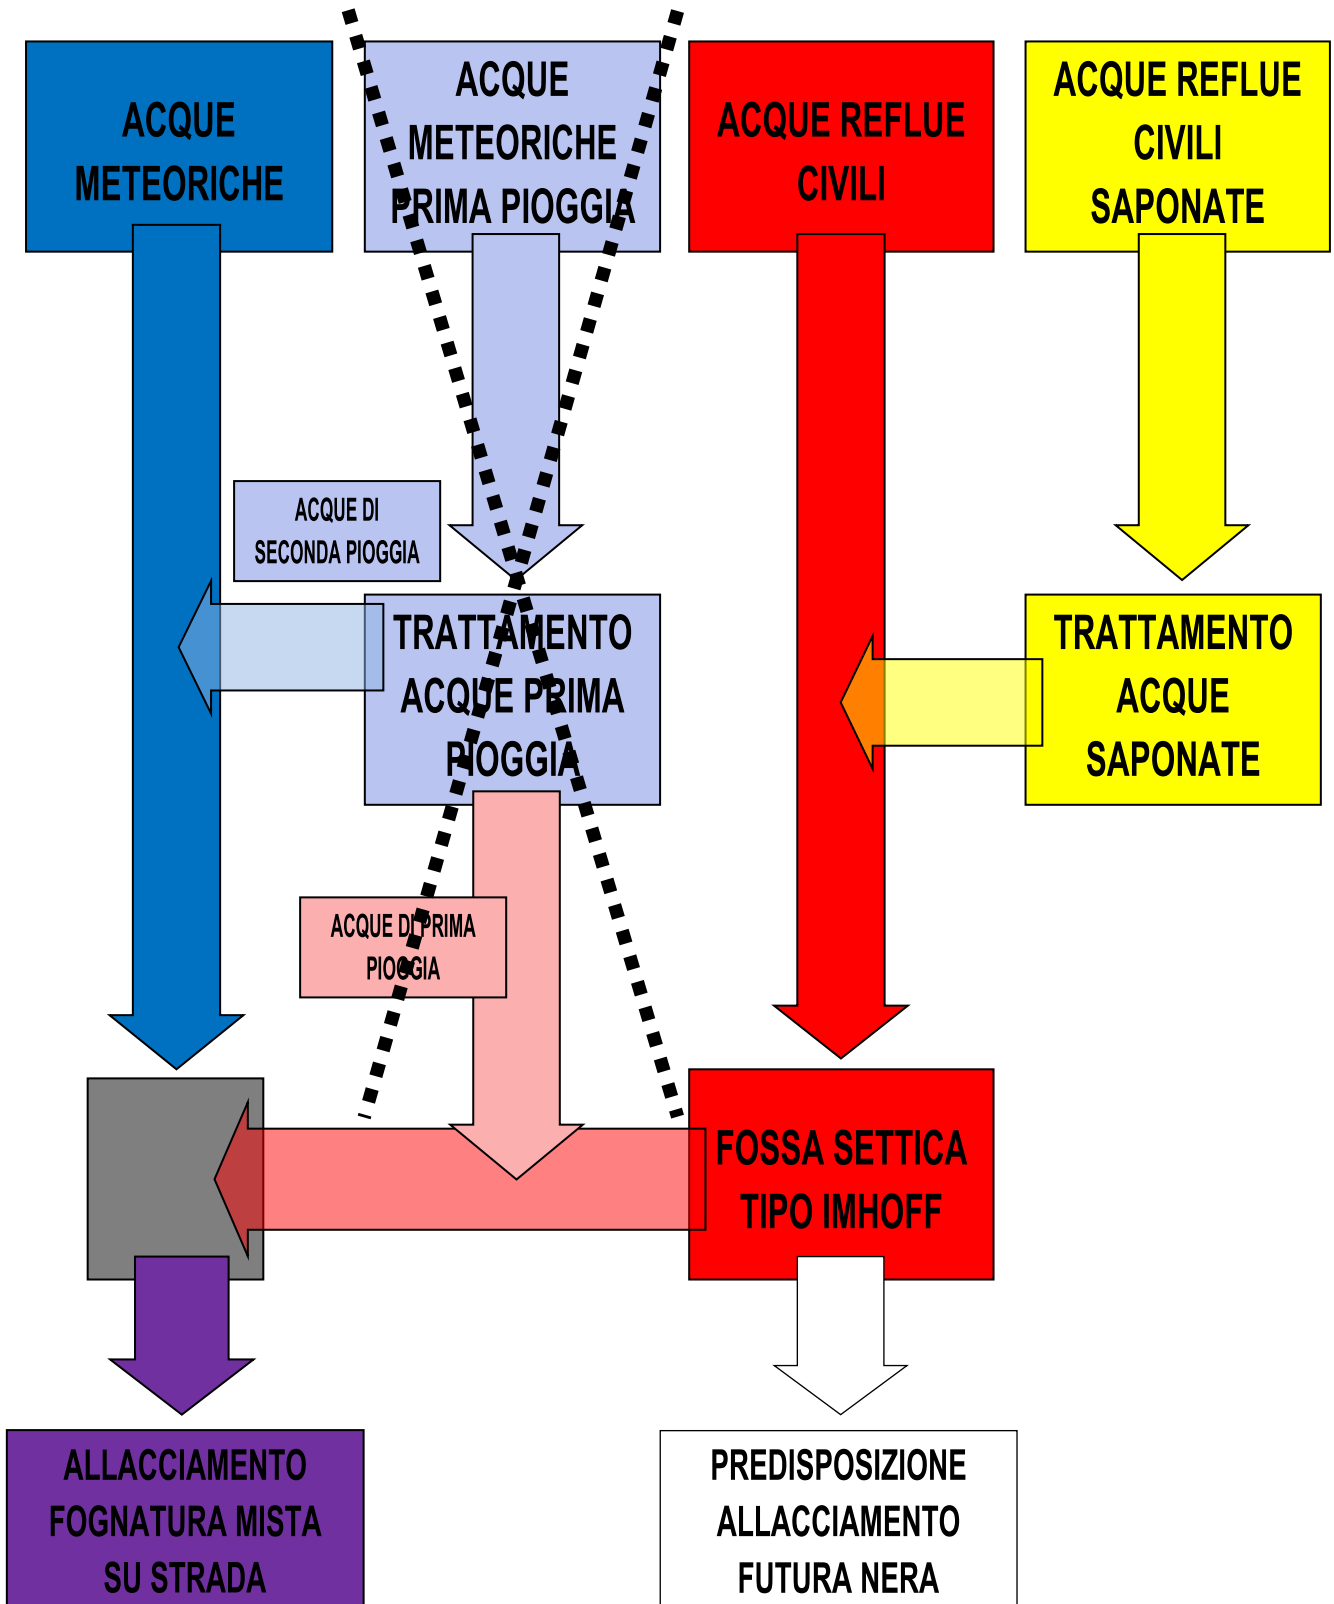 ACQUE
METEORICHE
ACQUE
METEORICHE
PRIMA PIOGGIA
ACQUE REFLUE
CIVILI
ACQUE REFLUE
CIVILI
SAPONATE
ACQUE DI
SECONDA PIOGGIA
TRATTAMENTO
ACQUE PRIMA
PIOGGIA
TRATTAMENTO
ACQUE
SAPONATE
ACQUE DI PRIMA
PIOGGIA
FOSSA SETTICA
TIPO IMHOFF
ALLACCIAMENTO
FOGNATURA MISTA
SU STRADA
PREDISPOSIZIONE
ALLACCIAMENTO
FUTURA NERA